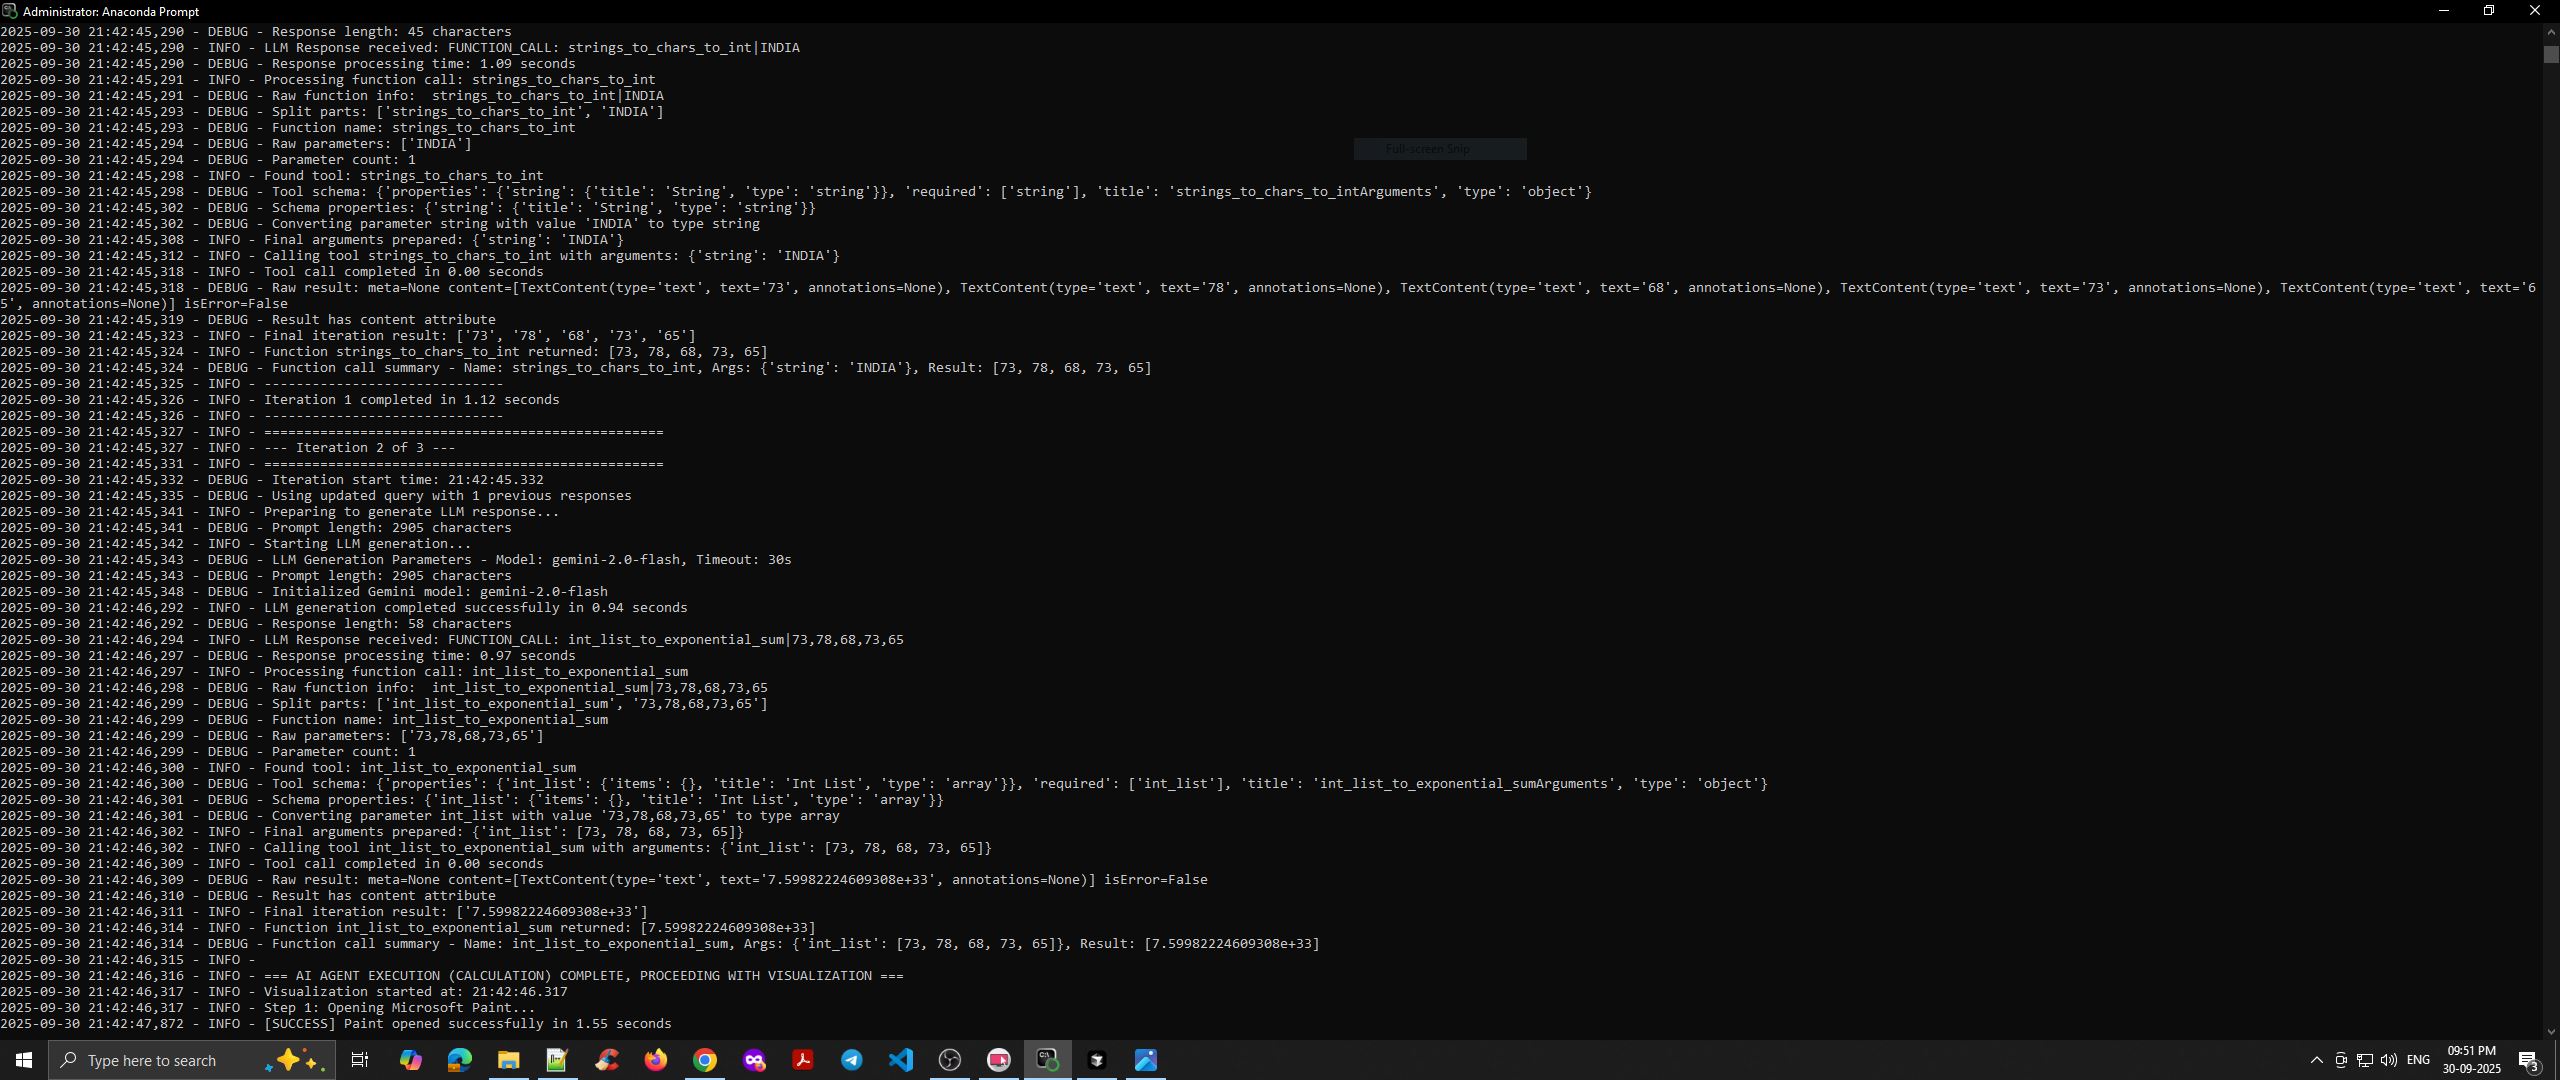 Administrator: Anaconda Prompt
2025-09-30 21:42:45,290 - DEBUG - Response length: 45 characters
2025-09-30 21:42:45,290 - INFO - LLM Response received: FUNCTION_CALL: strings_to_chars_to_int|INDIA
2025-09-30 21:42:45,290 - DEBUG - Response processing time: 1.09 seconds
2025-09-30 21:42:45,291 - INFO - Processing function call: strings_to_chars_to_int
2025-09-30 21:42:45,291 - DEBUG - Raw function info:  strings_to_chars_to_int|INDIA
2025-09-30 21:42:45,293 - DEBUG - Split parts: ['strings_to_chars_to_int', 'INDIA']
2025-09-30 21:42:45,293 - DEBUG - Function name: strings_to_chars_to_int
2025-09-30 21:42:45,294 - DEBUG - Raw parameters: ['INDIA']
Full-screen Snip
2025-09-30 21:42:45,294 - DEBUG - Parameter count: 1
2025-09-30 21:42:45,298 - INFO - Found tool: strings_to_chars_to_int
2025-09-30 21:42:45,298 - DEBUG - Tool schema: {'properties': {'string': {'title': 'String', 'type': 'string'}}, 'required': ['string'], 'title': 'strings_to_chars_to_intArguments', 'type': 'object'}
2025-09-30 21:42:45,302 - DEBUG - Schema properties: {'string': {'title': 'String', 'type': 'string'}}
2025-09-30 21:42:45,302 - DEBUG - Converting parameter string with value 'INDIA' to type string
2025-09-30 21:42:45,308 - INFO - Final arguments prepared: {'string': 'INDIA'}
2025-09-30 21:42:45,312 - INFO - Calling tool strings_to_chars_to_int with arguments: {'string': 'INDIA'}
2025-09-30 21:42:45,318 - INFO - Tool call completed in 0.00 seconds
2025-09-30 21:42:45,318 - DEBUG - Raw result: meta=None content=[TextContent(type='text', text='73', annotations=None), TextContent(type='text', text='78', annotations=None), TextContent(type='text', text='68', annotations=None), TextContent(type='text', text='73', annotations=None), TextContent(type='text', text='6
5', annotations=None)] isError=False
2025-09-30 21:42:45,319 - DEBUG - Result has content attribute
2025-09-30 21:42:45,323 - INFO - Final iteration result: ['73', '78', '68', '73', '65']
2025-09-30 21:42:45,324 - INFO - Function strings_to_chars_to_int returned: [73, 78, 68, 73, 65]
2025-09-30 21:42:45,324 - DEBUG - Function call summary - Name: strings_to_chars_to_int, Args: {'string': 'INDIA'}, Result: [73, 78, 68, 73, 65]
2025-09-30 21:42:45,325 - INFO - ------------------------------
2025-09-30 21:42:45,326 - INFO - Iteration 1 completed in 1.12 seconds
2025-09-30 21:42:45,326 - INFO - ------------------------------
2025-09-30 21:42:45,327 - INFO - ==================================================
2025-09-30 21:42:45,327 - INFO - --- Iteration 2 of 3 ---
2025-09-30 21:42:45,331 - INFO - ==================================================
2025-09-30 21:42:45,332 - DEBUG - Iteration start time: 21:42:45.332
2025-09-30 21:42:45,335 - DEBUG - Using updated query with 1 previous responses
2025-09-30 21:42:45,341 - INFO - Preparing to generate LLM response...
2025-09-30 21:42:45,341 - DEBUG - Prompt length: 2905 characters
2025-09-30 21:42:45,342 - INFO - Starting LLM generation...
2025-09-30 21:42:45,343 - DEBUG - LLM Generation Parameters - Model: gemini-2.0-flash, Timeout: 30s
2025-09-30 21:42:45,343 - DEBUG - Prompt length: 2905 characters
2025-09-30 21:42:45,348 - DEBUG - Initialized Gemini model: gemini-2.0-flash
2025-09-30 21:42:46,292 - INFO - LLM generation completed successfully in 0.94 seconds
2025-09-30 21:42:46,292 - DEBUG - Response length: 58 characters
2025-09-30 21:42:46,294 - INFO - LLM Response received: FUNCTION_CALL: int_list_to_exponential_sum|73,78,68,73,65
2025-09-30 21:42:46,297 - DEBUG - Response processing time: 0.97 seconds
2025-09-30 21:42:46,297 - INFO - Processing function call: int_list_to_exponential_sum
2025-09-30 21:42:46,298 - DEBUG - Raw function info:  int_list_to_exponential_sum|73,78,68,73,65
2025-09-30 21:42:46,299 - DEBUG - Split parts: ['int_list_to_exponential_sum', '73,78,68,73,65']
2025-09-30 21:42:46,299 - DEBUG - Function name: int_list_to_exponential_sum
2025-09-30 21:42:46,299 - DEBUG - Raw parameters: ['73,78,68,73,65']
2025-09-30 21:42:46,299 - DEBUG - Parameter count: 1
2025-09-30 21:42:46,300 - INFO - Found tool: int_list_to_exponential_sum
2025-09-30 21:42:46,300 - DEBUG - Tool schema: {'properties': {'int_list': {'items': {}, 'title': 'Int List', 'type': 'array'}}, 'required': ['int_list'], 'title': 'int_list_to_exponential_sumArguments', 'type': 'object'}
2025-09-30 21:42:46,301 - DEBUG - Schema properties: {'int_list': {'items': {}, 'title': 'Int List', 'type': 'array'}}
2025-09-30 21:42:46,301 - DEBUG - Converting parameter int_list with value '73,78,68,73,65' to type array
2025-09-30 21:42:46,302 - INFO - Final arguments prepared: {'int_list': [73, 78, 68, 73, 65]}
2025-09-30 21:42:46,302 - INFO - Calling tool int_list_to_exponential_sum with arguments: {'int_list': [73, 78, 68, 73, 65]}
2025-09-30 21:42:46,309 - INFO - Tool call completed in 0.00 seconds
2025-09-30 21:42:46,309 - DEBUG - Raw result: meta=None content=[TextContent(type='text', text='7.59982224609308e+33', annotations=None)] isError=False
2025-09-30 21:42:46,310 - DEBUG - Result has content attribute
2025-09-30 21:42:46,311 - INFO - Final iteration result: ['7.59982224609308e+33']
2025-09-30 21:42:46,314 - INFO - Function int_list_to_exponential_sum returned: [7.59982224609308e+33]
2025-09-30 21:42:46,314 - DEBUG - Function call summary - Name: int_list_to_exponential_sum, Args: {'int_list': [73, 78, 68, 73, 65]}, Result: [7.59982224609308e+33]
2025-09-30 21:42:46,315 - INFO -
2025-09-30 21:42:46,316 - INFO - === AI AGENT EXECUTION (CALCULATION) COMPLETE, PROCEEDING WITH VISUALIZATION ===
2025-09-30 21:42:46,317 - INFO - Visualization started at: 21:42:46.317
2025-09-30 21:42:46,317 - INFO - Step 1: Opening Microsoft Paint...
2025-09-30 21:42:47,872 - INFO - [SUCCESS] Paint opened successfully in 1.55 seconds
Type here to search
ENG
09:51 PM
30-09-2025
3